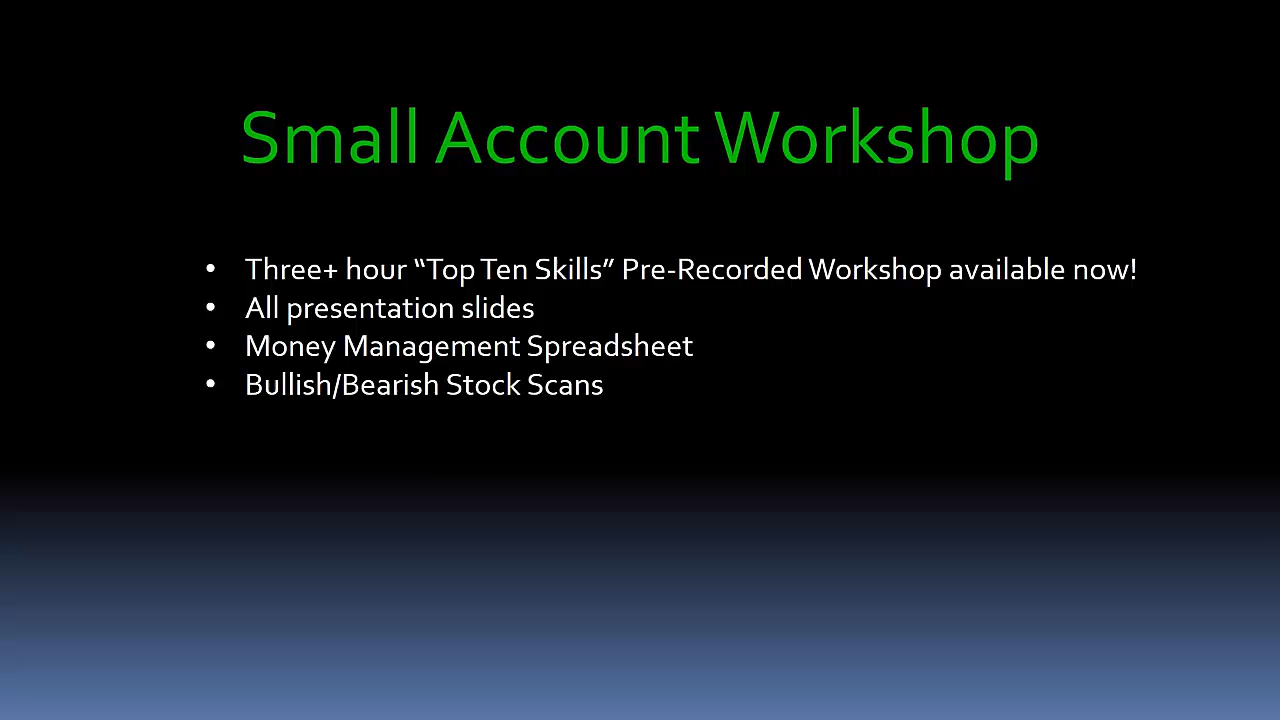 Small Account Workshop
• Three+ hour “Top Ten Skills” Pre-Recorded Workshop available now!
• All presentation slides
• Money Management Spreadsheet
• Bullish/Bearish Stock Scans